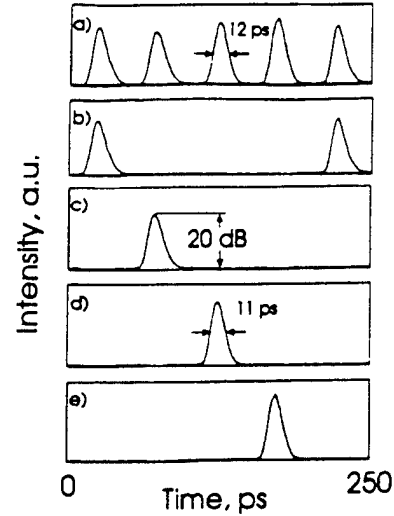 a)
12 ps
b)
c)
20 dB
d)
11 ps
e)
Intensity, a.u.
0
250
Time, ps